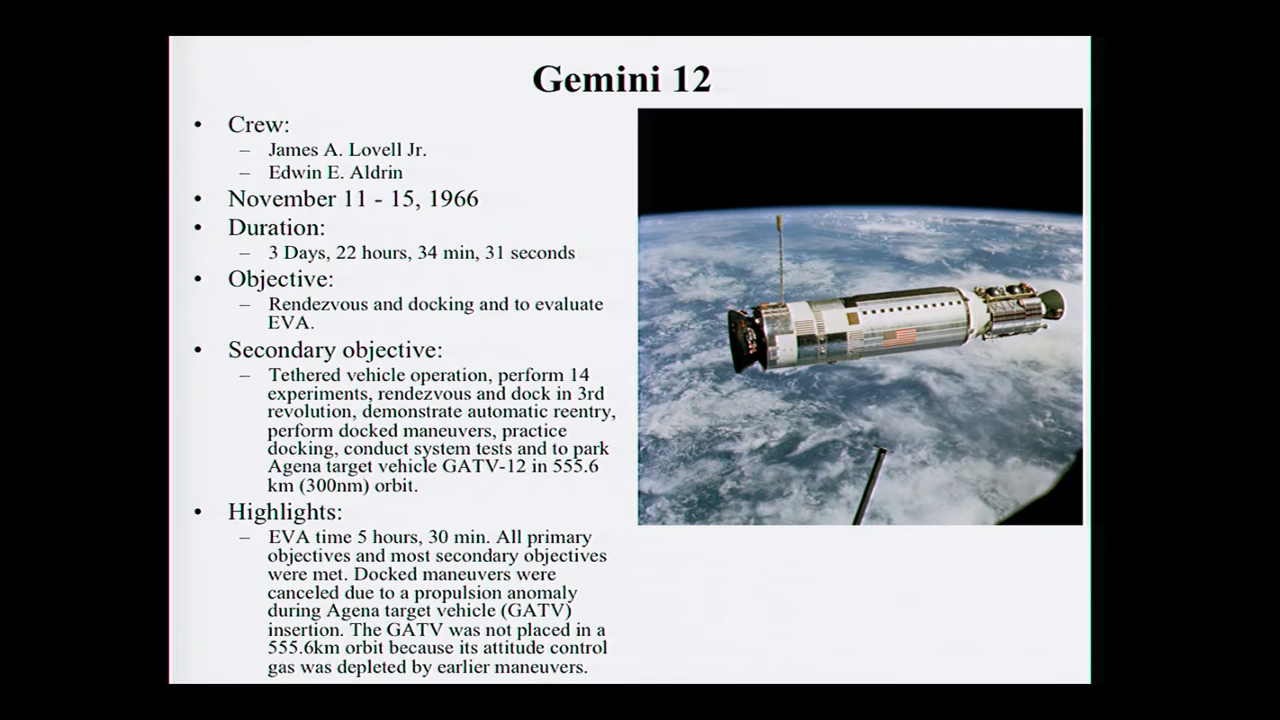 Gemini 12
• Crew:
– James A. Lovell Jr.
– Edwin E. Aldrin
• November 11 - 15, 1966
• Duration:
– 3 Days, 22 hours, 34 min, 31 seconds
• Objective:
– Rendezvous and docking and to evaluate
EVA.
• Secondary objective:
– Tethered vehicle operation, perform 14
experiments, rendezvous and dock in 3rd
revolution, demonstrate automatic reentry,
perform docked maneuvers, practice
docking, conduct system tests and to park
Agena target vehicle GATV-12 in 555.6
km (300nm) orbit.
• Highlights:
– EVA time 5 hours, 30 min. All primary
objectives and most secondary objectives
were met. Docked maneuvers were
canceled due to a propulsion anomaly
during Agena target vehicle (GATV)
insertion. The GATV was not placed in a
555.6km orbit because its attitude control
gas was depleted by earlier maneuvers.